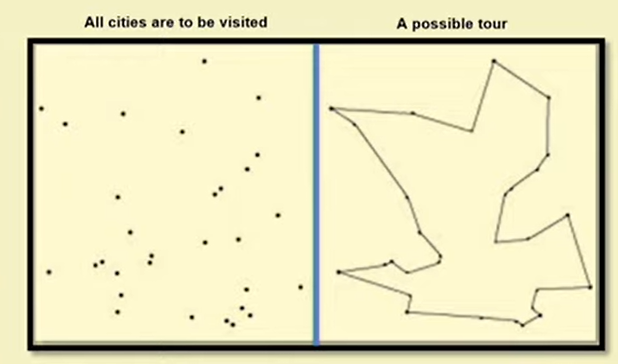 All cities are to be visited
A possible tour